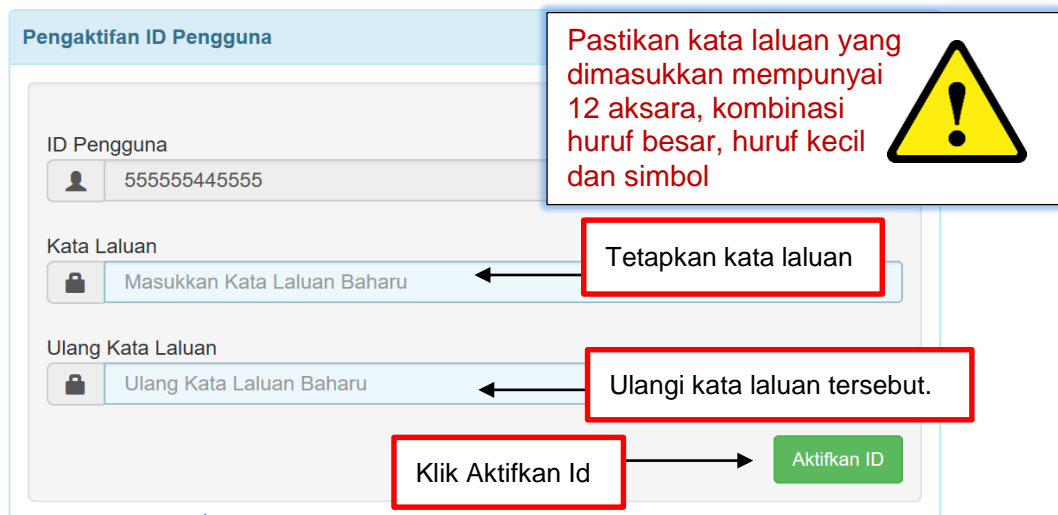 Pengaktifan ID Pengguna
Pastikan kata laluan yang
dimasukkan mempunyai
12 aksara, kombinasi
huruf besar, huruf kecil
dan simbol
ID Pengguna
555555445555
Kata Laluan
Masukkan Kata Laluan Baharu
Tetapkan kata laluan
Ulang Kata Laluan
Ulang Kata Laluan Baharu
Ulangi kata laluan tersebut.
Klik Aktifkan Id
Aktifkan ID